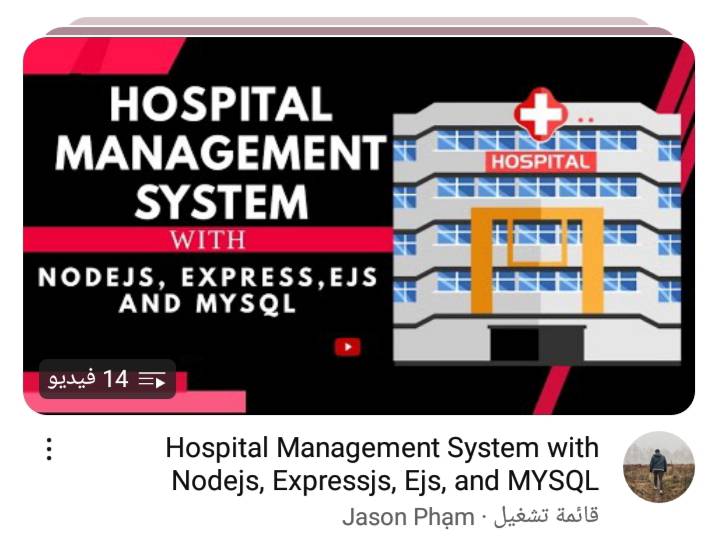 HOSPITAL
MANAGEMENT
SYSTEM
WITH
NODEJS, EXPRESS,EJS
AND MYSQL
HOSPITAL
14 فيديو
Hospital Management System with
Nodejs, Expressjs, Ejs, and MYSQL
قائمة تشغيل · Jason Phạm